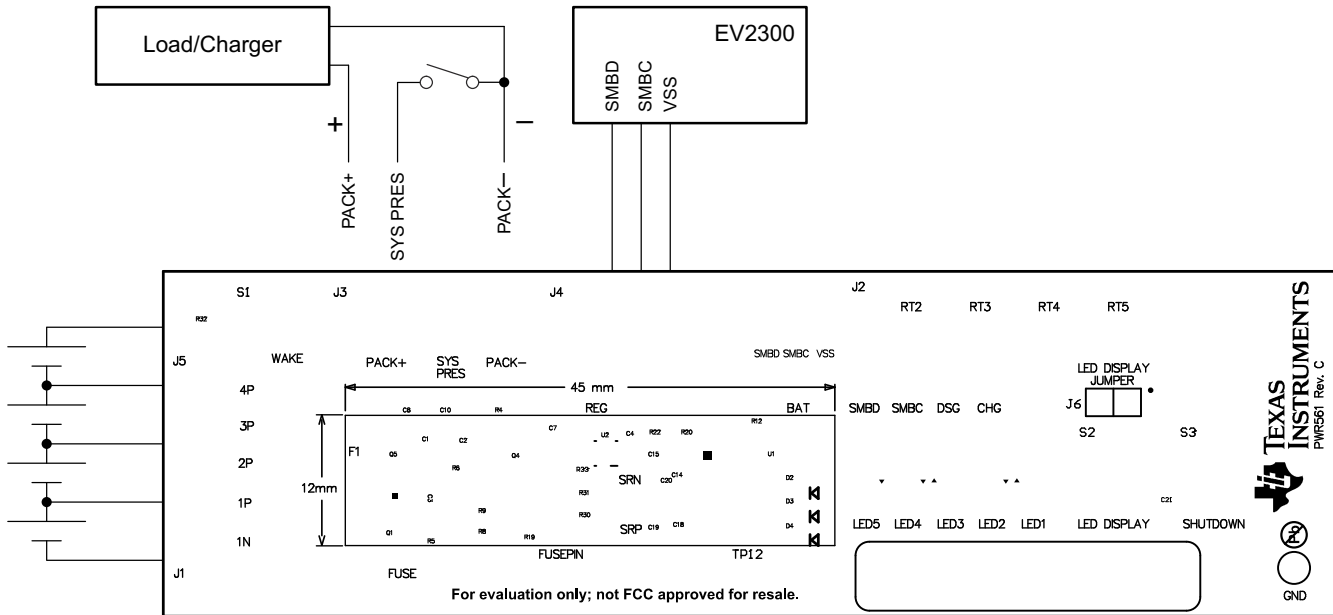 Load/Charger
EV2300
SMBD
SMBC
VSS
+
−
PACK+
SYS PRES
PACK−
S1
J3
J4
J2
RT2
RT3
RT4
RT5
R32
J5
WAKE
PACK+
SYS
PRES
PACK−
SMBD SMBC VSS
LED DISPLAY
JUMPER
J6
S2
S3
4P
3P
2P
1P
1N
J1
45 mm
12mm
C8
C10
R4
REG
BAT
SMBD
SMBC
DSG
CHG
F1
C1
C2
C7
U2
C4
R22
R20
R12
Q5
R6
Q4
C15
U1
R33
SRN
C20
C14
D2
C3
R31
D3
R9
R30
Q1
R5
R8
R19
SRP
C19
C18
D4
FUSEPIN
TP12
FUSE
LED5
LED4
LED3
LED2
LED1
LED DISPLAY
SHUTDOWN
C21
TEXAS
INSTRUMENTS
PWR561 Rev. C
Pb
GND
For evaluation only; not FCC approved for resale.